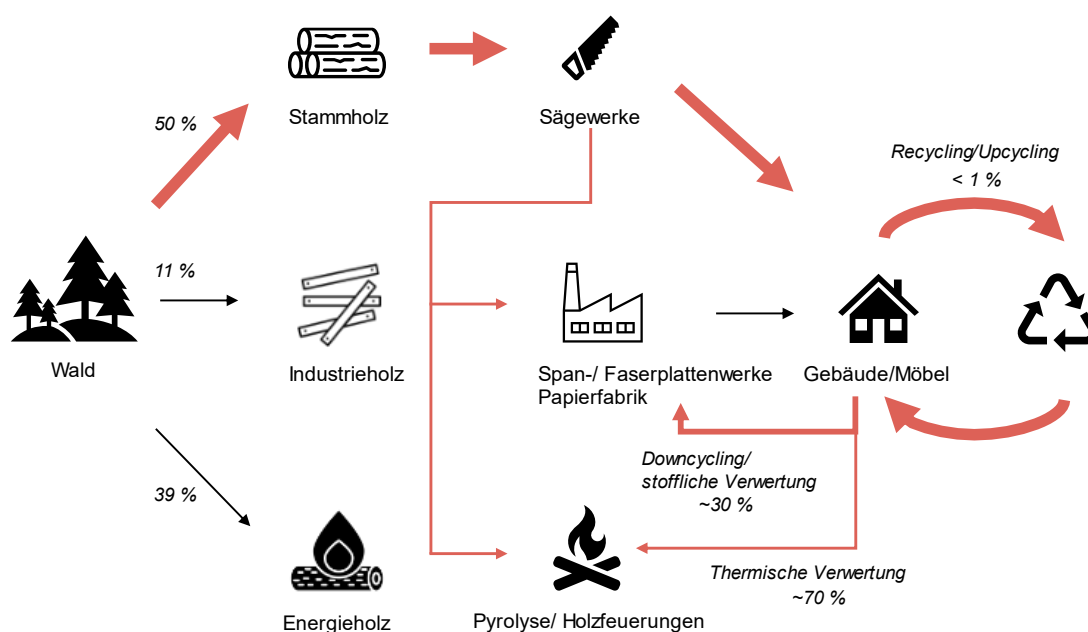 50 %
Stammholz
Sägewerke
Recycling/Upcycling
< 1 %
11 %
Wald
Industrieholz
Span-/ Faserplattenwerke
Papierfabrik
Gebäude/Möbel
Downcycling/
stoffliche Verwertung
~30 %
39 %
Thermische Verwertung
~70 %
Energieholz
Pyrolyse/ Holzfeuerungen